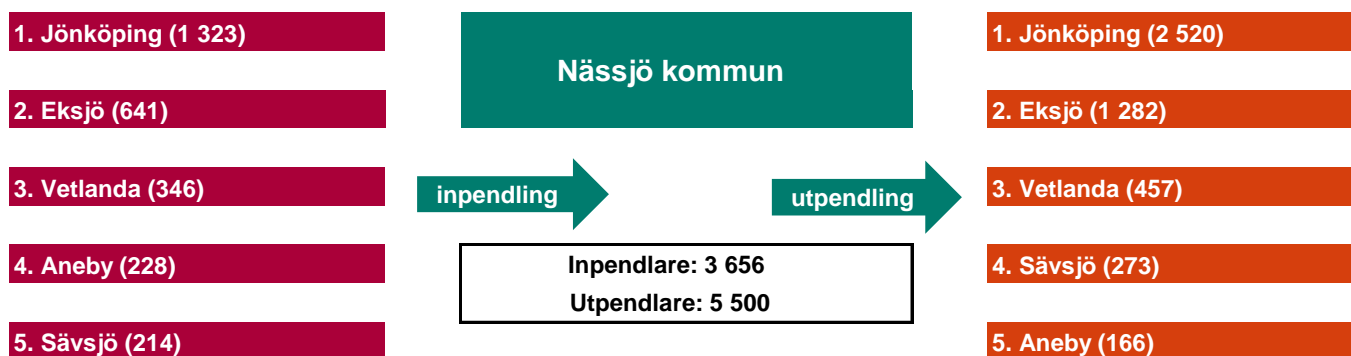 1. Jönköping (1 323)
2. Eksjö (641)
3. Vetlanda (346)
4. Aneby (228)
5. Sävsjö (214)
Nässjö kommun
inpendling
utpendling
Inpendlare: 3 656
Utpendlare: 5 500
1. Jönköping (2 520)
2. Eksjö (1 282)
3. Vetlanda (457)
4. Sävsjö (273)
5. Aneby (166)